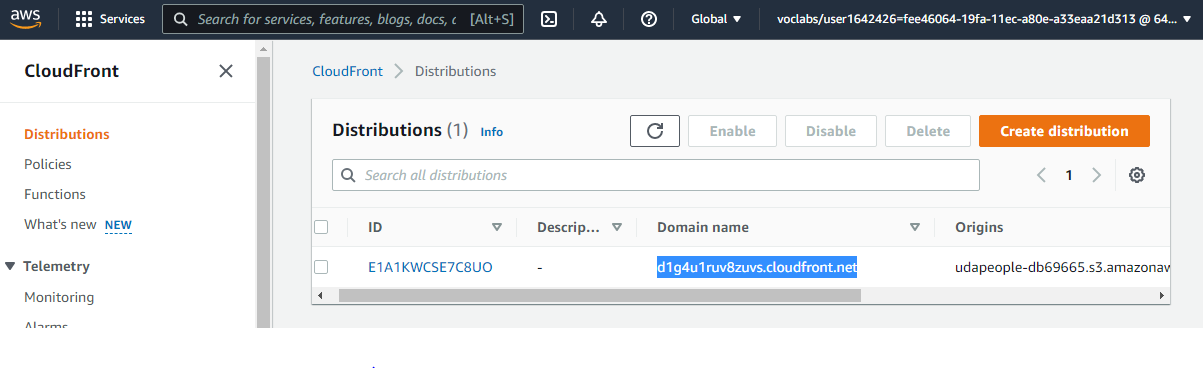 aws Services Search for services, features, blogs, docs, a [Alt+S] Global voclabs/user1642426=fee46064-19fa-11ec-a80e-a33eaa21d313 @ 64...
CloudFront
Distributions
Policies
Functions
What's new NEW
Telemetry
Monitoring
Alarms
CloudFront > Distributions
Distributions (1) Info Enable Disable Delete Create distribution
Search all distributions 1
ID Descrip... Domain name Origins
E1A1KWCSE7C8UO - d1g4u1ruv8zuvs.cloudfront.net udapeople-db69665.s3.amazonaw